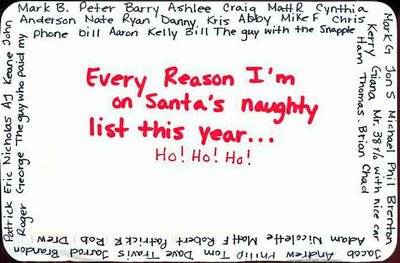 Mark B. Peter Barry Ashlee Craig Matt R Cynthia
Anderson Nate Ryan Danny Kris Abby Mike F Chris
phone bill Aaron Kelly Bill The guy with the Snapple
Mark G Jon S Michael Phil Brenton
Kerry Giana Mr. with nice car
Ham Thomas. Brian Chad
Every Reason I'm
on Santa's naughty
list this year...
Ho! Ho! Ho!
Jacob Andrew Philip Tom Dave Travis Jarrod Brandon
Adam Nicolette Matt F Robert Patrick R Rob Drew
Patrick Eric Nicholas AJ Keane John
Roger George The guy who paid my